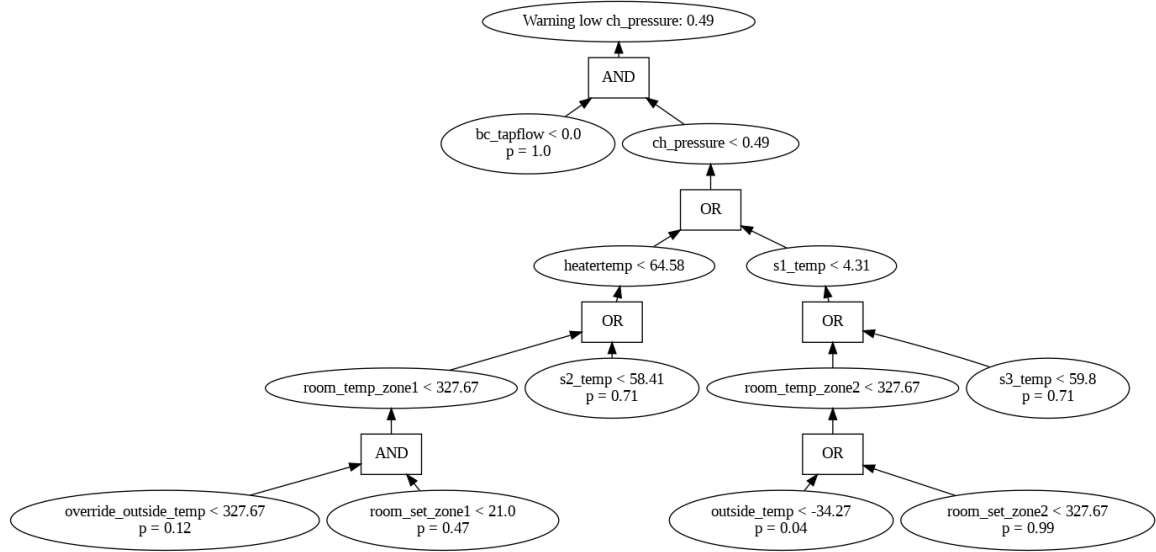 Warning low ch_pressure: 0.49
AND
bc_tapflow < 0.0
p = 1.0
ch_pressure < 0.49
OR
heatertemp < 64.58
s1_temp < 4.31
OR
OR
room_temp_zone1 < 327.67
s2_temp < 58.41
p = 0.71
room_temp_zone2 < 327.67
s3_temp < 59.8
p = 0.71
AND
OR
override_outside_temp < 327.67
p = 0.12
room_set_zone1 < 21.0
p = 0.47
outside_temp < -34.27
p = 0.04
room_set_zone2 < 327.67
p = 0.99